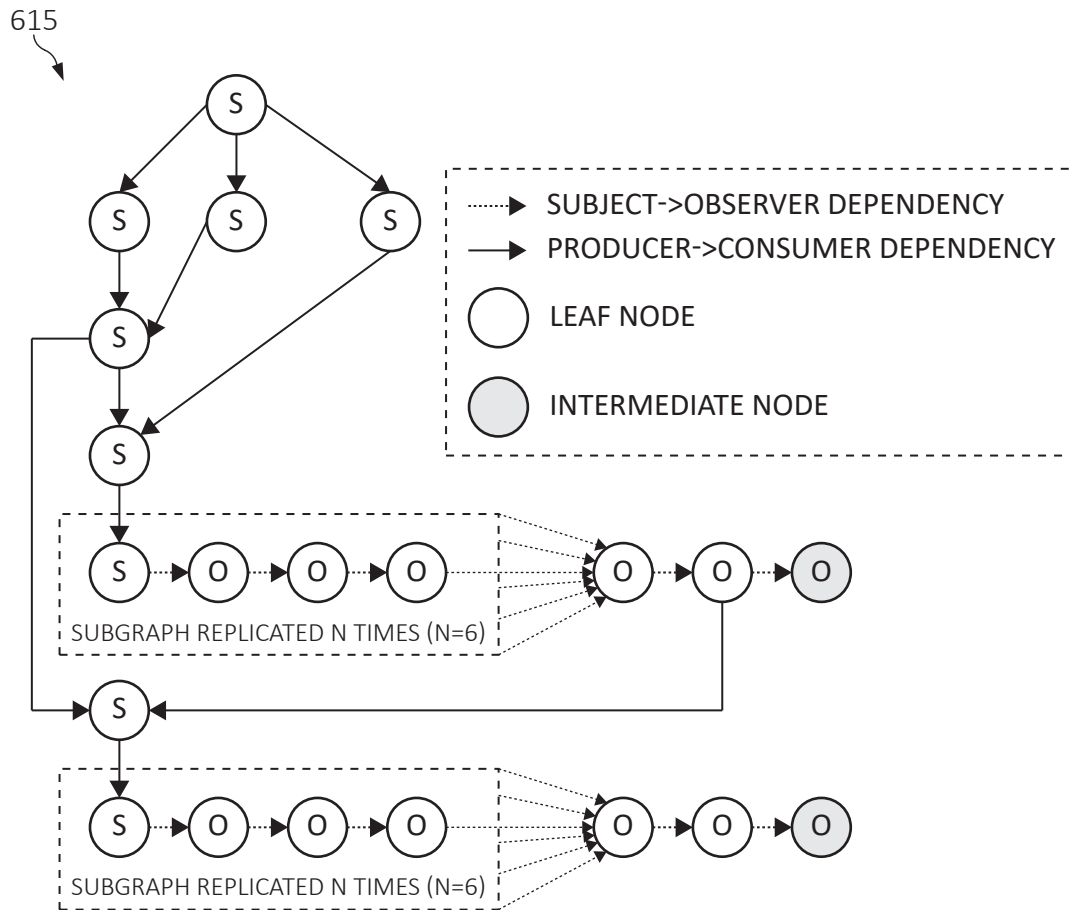 615
S
S S S
SUBJECT->OBSERVER DEPENDENCY
PRODUCER->CONSUMER DEPENDENCY
LEAF NODE
INTERMEDIATE NODE
S
S
S O O O O O O
SUBGRAPH REPLICATED N TIMES (N=6)
S
S O O O O O O
SUBGRAPH REPLICATED N TIMES (N=6)